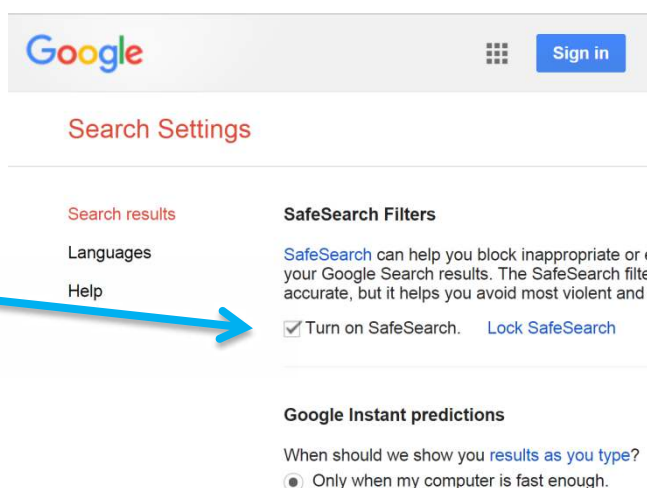 Google
Sign in
Search Settings
Search results
Languages
Help
SafeSearch Filters
SafeSearch can help you block inappropriate or
your Google Search results. The SafeSearch
accurate, but it helps you avoid most violent and
Turn on SafeSearch. Lock SafeSearch
Google Instant predictions
When should we show you results as you type?
Only when my computer is fast enough.